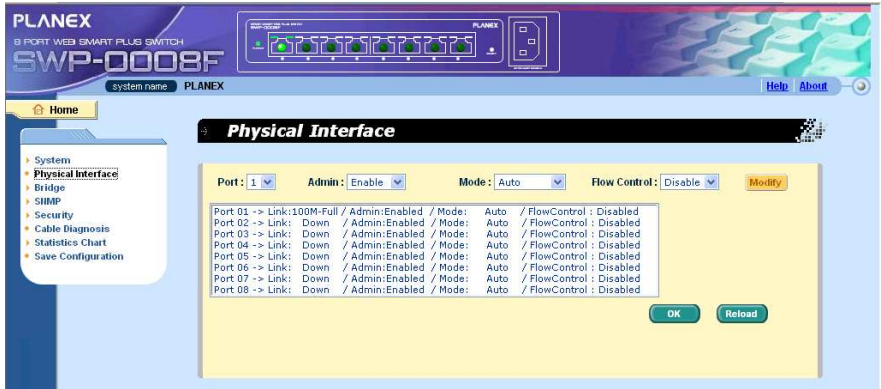 PLANEX
8 PORT WEB SMART PLUS SWITCH
SWP-0008F
PLANEX
system name PLANEX
Help About
Home
Physical Interface
System
Physical Interface
Bridge
SNMP
Security
Cable Diagnosis
Statistics Chart
Save Configuration
Port : 1 Admin : Enable Mode : Auto Flow Control : Disable Modify
Port 01 -> Link:100M-Full / Admin:Enabled / Mode: Auto / FlowControl : Disabled
Port 02 -> Link: Down / Admin:Enabled / Mode: Auto / FlowControl : Disabled
Port 03 -> Link: Down / Admin:Enabled / Mode: Auto / FlowControl : Disabled
Port 04 -> Link: Down / Admin:Enabled / Mode: Auto / FlowControl : Disabled
Port 05 -> Link: Down / Admin:Enabled / Mode: Auto / FlowControl : Disabled
Port 06 -> Link: Down / Admin:Enabled / Mode: Auto / FlowControl : Disabled
Port 07 -> Link: Down / Admin:Enabled / Mode: Auto / FlowControl : Disabled
Port 08 -> Link: Down / Admin:Enabled / Mode: Auto / FlowControl : Disabled
OK Reload